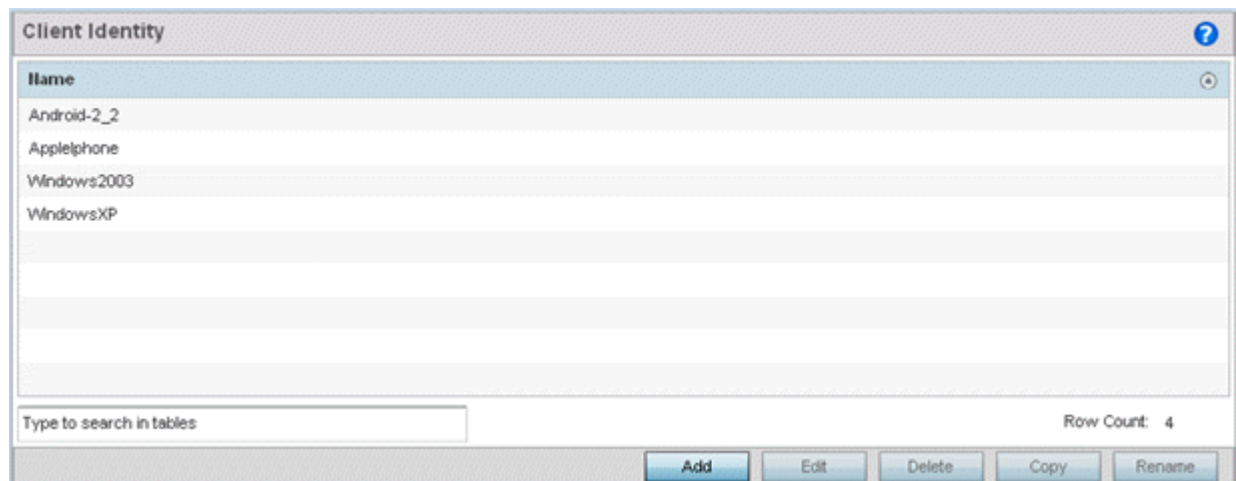 Client Identity
?
Name
Android-2_2
AppleIphone
Windows2003
WindowsXP
Type to search in tables
Row Count: 4
Add Edit Delete Copy Rename